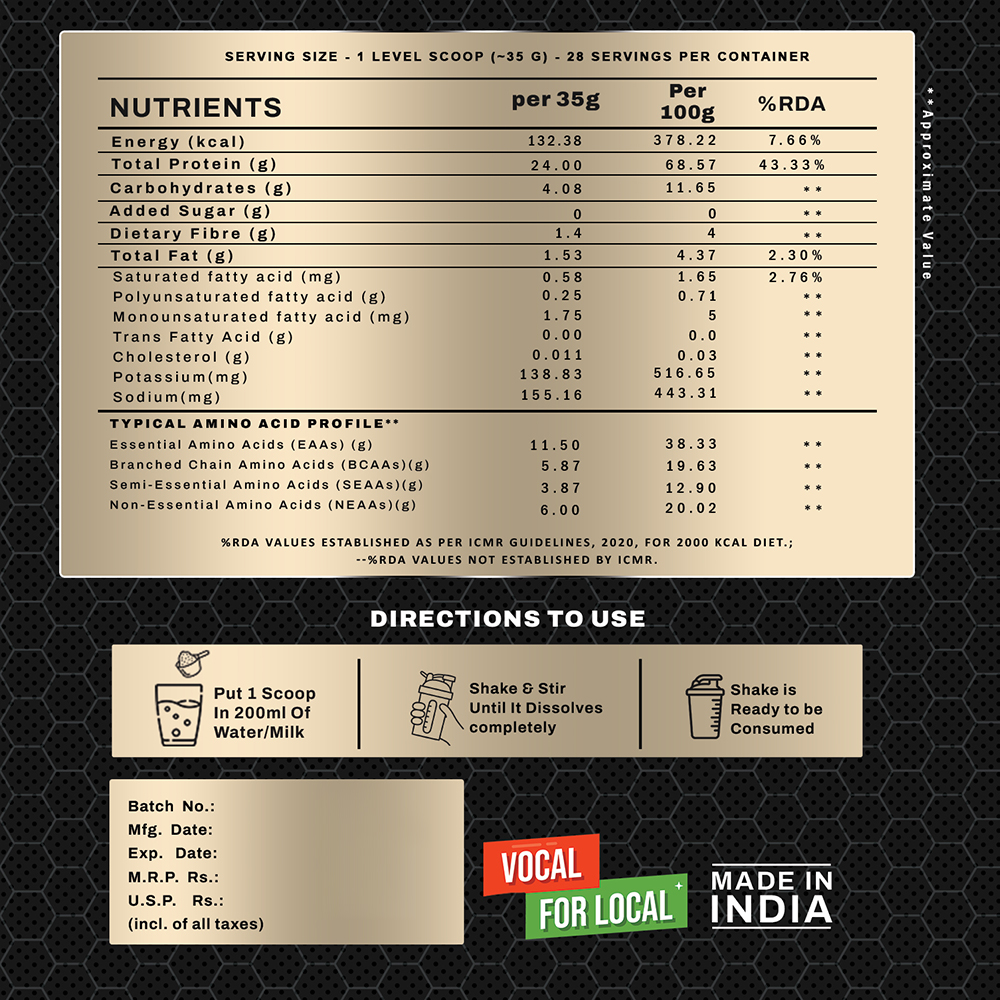 SERVING SIZE - 1 LEVEL SCOOP (~35 G) - 28 SERVINGS PER CONTAINER
NUTRIENTS per 35g Per 100g %RDA
Energy (kcal) 132.38 378.22 7.66%
Total Protein (g) 24.00 68.57 43.33%
Carbohydrates (g) 4.08 11.65 **
Added Sugar (g) 0 0 **
Dietary Fibre (g) 1.4 4 **
Total Fat (g) 1.53 4.37 2.30%
Saturated fatty acid (mg) 0.58 1.65 2.76%
Polyunsaturated fatty acid (g) 0.25 0.71 **
Monounsaturated fatty acid (mg) 1.75 5 **
Trans Fatty Acid (g) 0.00 0.0 **
Cholesterol (g) 0.011 0.03 **
Potassium(mg) 138.83 516.65 **
Sodium(mg) 155.16 443.31 **
TYPICAL AMINO ACID PROFILE**
Essential Amino Acids (EAAs) (g) 11.50 38.33 **
Branched Chain Amino Acids (BCAAs)(g) 5.87 19.63 **
Semi-Essential Amino Acids (SEAAs)(g) 3.87 12.90 **
Non-Essential Amino Acids (NEAAs)(g) 6.00 20.02 **
%RDA VALUES ESTABLISHED AS PER ICMR GUIDELINES, 2020, FOR 2000 KCAL DIET.;
--%RDA VALUES NOT ESTABLISHED BY ICMR.
**Approximate Value
DIRECTIONS TO USE
Put 1 Scoop
In 200ml Of
Water/Milk
Shake & Stir
Until It Dissolves
completely
Shake is
Ready to be
Consumed
Batch No.:
Mfg. Date:
Exp. Date:
M.R.P. Rs.:
U.S.P. Rs.:
(incl. of all taxes)
VOCAL
FOR LOCAL
MADE IN
INDIA